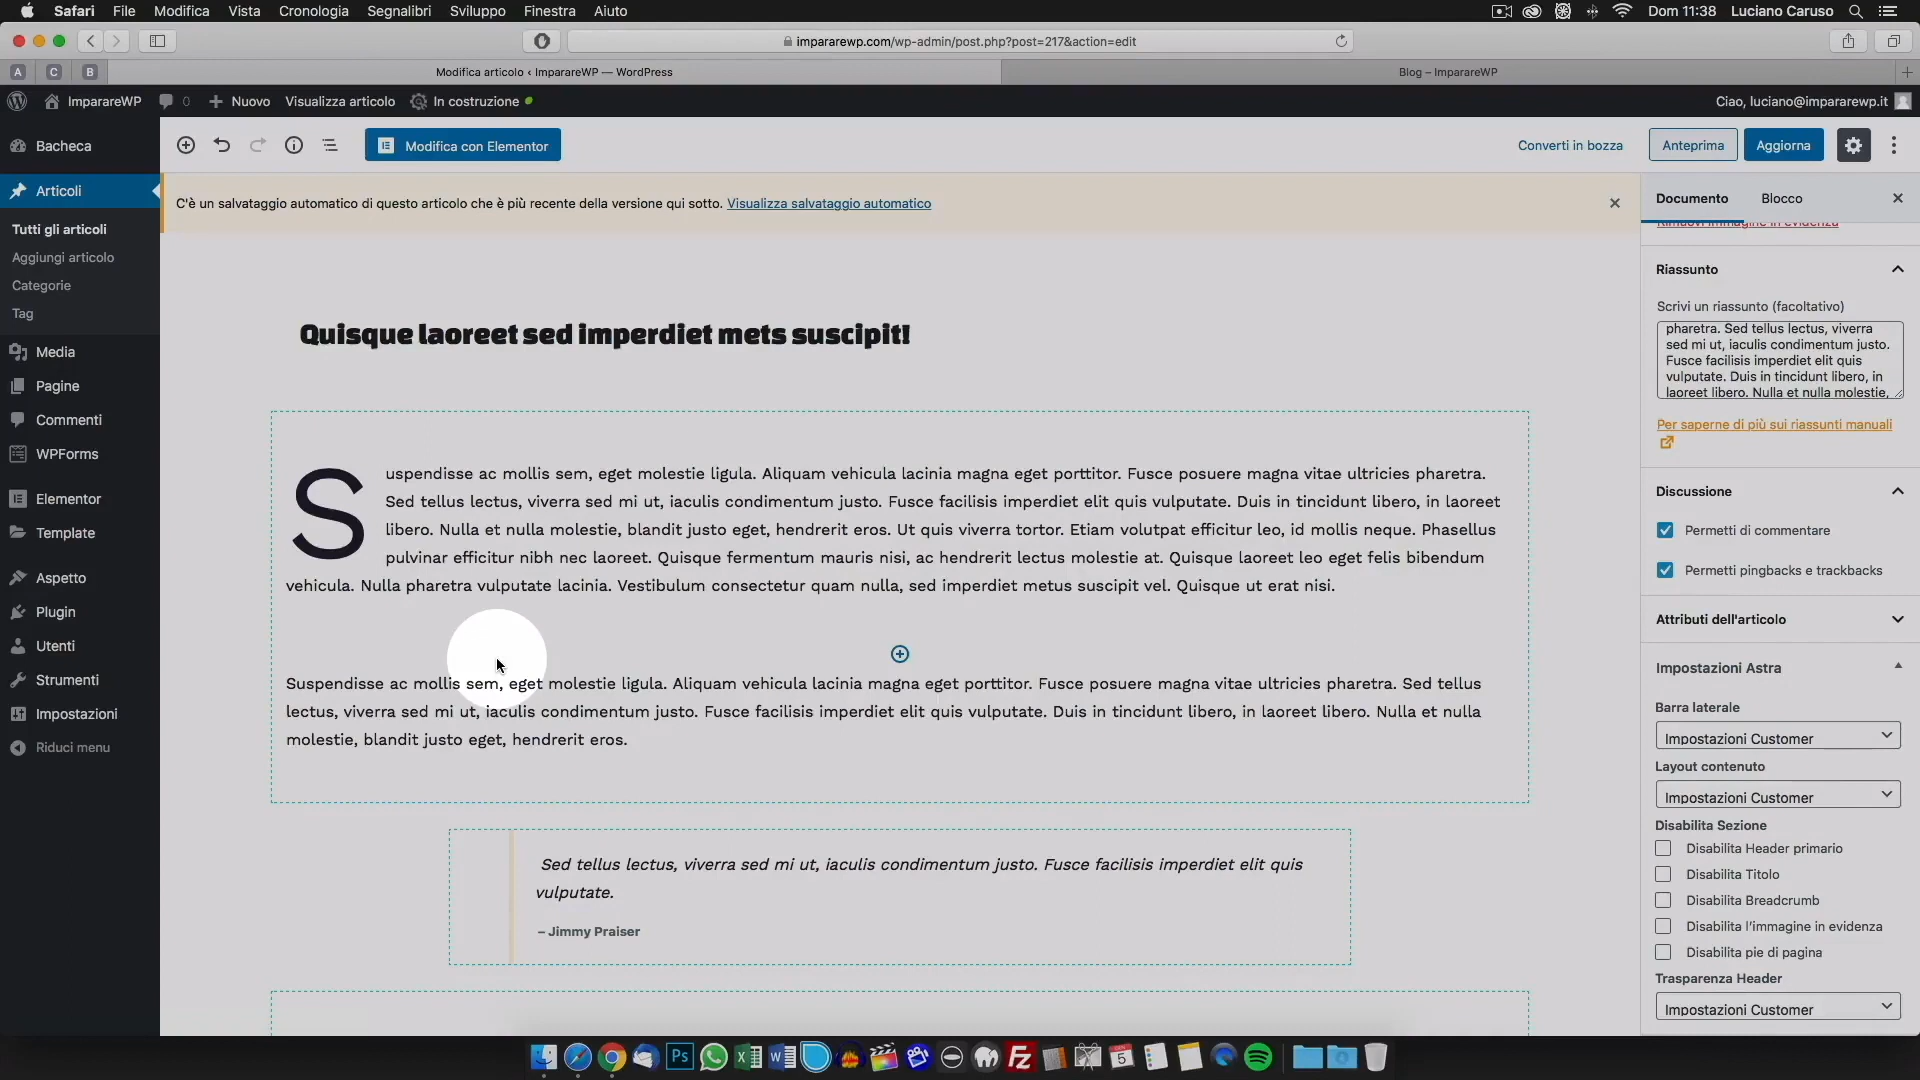 Safari File Modifica Vista Cronologia Segnalibri Sviluppo Finestra Aiuto
Dom 11:38 Luciano Caruso
impararewp.com/wp-admin/post.php?post=217&action=edit
A C B
Modifica articolo ‹ ImparareWP — WordPress
Blog – ImparareWP
ImparareWP 0 Nuovo Visualizza articolo In costruzione
Ciao, luciano@impararewp.it
Bacheca
Articoli
Tutti gli articoli
Aggiungi articolo
Categorie
Tag
Media
Pagine
Commenti
WPForms
Elementor
Template
Aspetto
Plugin
Utenti
Strumenti
Impostazioni
Riduci menu
Modifica con Elementor
Converti in bozza
Anteprima
Aggiorna
C'è un salvataggio automatico di questo articolo che è più recente della versione qui sotto. Visualizza salvataggio automatico
Quisque laoreet sed imperdiet mets suscipit!
Suspendisse ac mollis sem, eget molestie ligula. Aliquam vehicula lacinia magna eget porttitor. Fusce posuere magna vitae ultricies pharetra.
Sed tellus lectus, viverra sed mi ut, iaculis condimentum justo. Fusce facilisis imperdiet elit quis vulputate. Duis in tincidunt libero, in laoreet
libero. Nulla et nulla molestie, blandit justo eget, hendrerit eros. Ut quis viverra tortor. Etiam volutpat efficitur leo, id mollis neque. Phasellus
pulvinar efficitur nibh nec laoreet. Quisque fermentum mauris nisi, ac hendrerit lectus molestie at. Quisque laoreet leo eget felis bibendum
vehicula. Nulla pharetra vulputate lacinia. Vestibulum consectetur quam nulla, sed imperdiet metus suscipit vel. Quisque ut erat nisi.
Suspendisse ac mollis sem, eget molestie ligula. Aliquam vehicula lacinia magna eget porttitor. Fusce posuere magna vitae ultricies pharetra. Sed tellus
lectus, viverra sed mi ut, iaculis condimentum justo. Fusce facilisis imperdiet elit quis vulputate. Duis in tincidunt libero, in laoreet libero. Nulla et nulla
molestie, blandit justo eget, hendrerit eros.
Sed tellus lectus, viverra sed mi ut, iaculis condimentum justo. Fusce facilisis imperdiet elit quis
vulputate.
– Jimmy Praiser
Documento
Blocco
Rimuovi immagine in evidenza
Riassunto
Scrivi un riassunto (facoltativo)
pharetra. Sed tellus lectus, viverra
sed mi ut, iaculis condimentum justo.
Fusce facilisis imperdiet elit quis
vulputate. Duis in tincidunt libero, in
laoreet libero. Nulla et nulla molestie,
Per saperne di più sui riassunti manuali
Discussione
Permetti di commentare
Permetti pingbacks e trackbacks
Attributi dell'articolo
Impostazioni Astra
Barra laterale
Impostazioni Customer
Layout contenuto
Impostazioni Customer
Disabilita Sezione
Disabilita Header primario
Disabilita Titolo
Disabilita Breadcrumb
Disabilita l'immagine in evidenza
Disabilita pie di pagina
Trasparenza Header
Impostazioni Customer
Ps
Fz
5